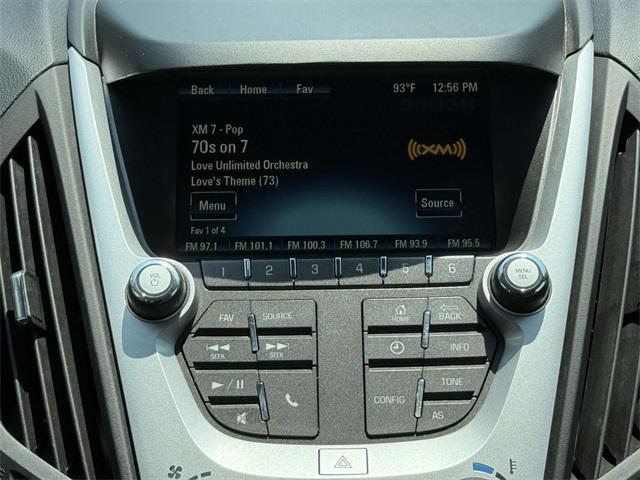 Back Home Fav 93°F 12:56 PM
XM 7 - Pop
70s on 7
((XM))
Love Unlimited Orchestra
Love's Theme (73)
Menu Source
Fav 1 of 4
FM 97.1 FM 101.1 FM 100.3 FM 106.7 FM 93.9 FM 95.5
1 2 3 4 5 6
VOL
MENU
SEL
FAV SOURCE
HOME BACK
SEEK SEEK
INFO
TONE
CONFIG
AS